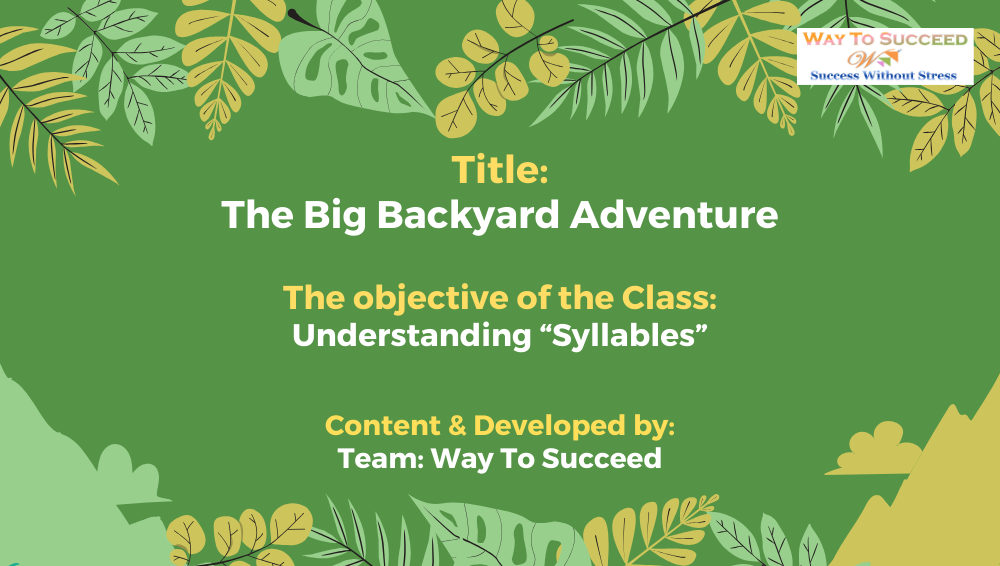 WAY TO SUCCEED
W
Success Without Stress
Title:
The Big Backyard Adventure
The objective of the Class:
Understanding “Syllables”
Content & Developed by:
Team: Way To Succeed